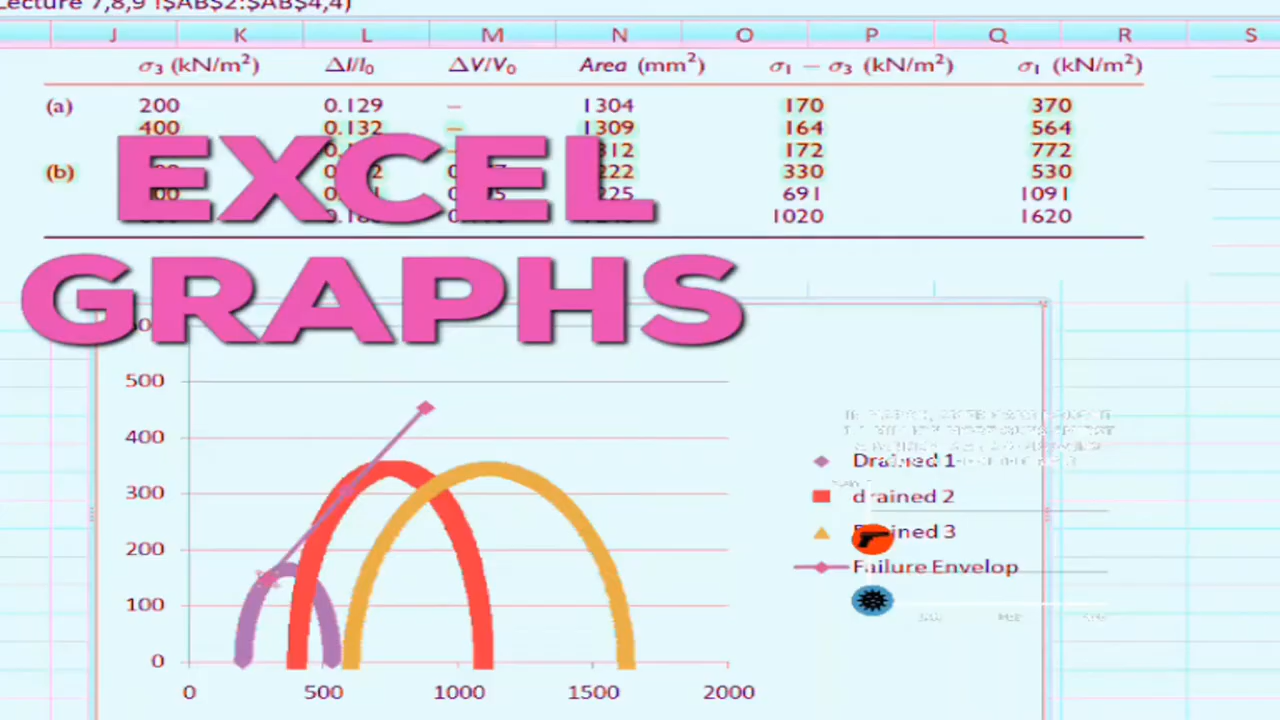 Lecture 7,8,9'!$AB$2:$AB$4,4)
J K L M N O P Q R S
σ3 (kN/m²) Δl/l0 ΔV/V0 Area (mm²) σ1 − σ3 (kN/m²) σ1 (kN/m²)
(a) 200 0.129 – 1304 170 370
400 0.132 – 1309 164 564
172 772
(b) 330 530
691 1091
1020 1620
EXCEL
GRAPHS
500
400
300
200
100
0
0 500 1000 1500 2000
Drained 1
drained 2
Drained 3
Failure Envelop